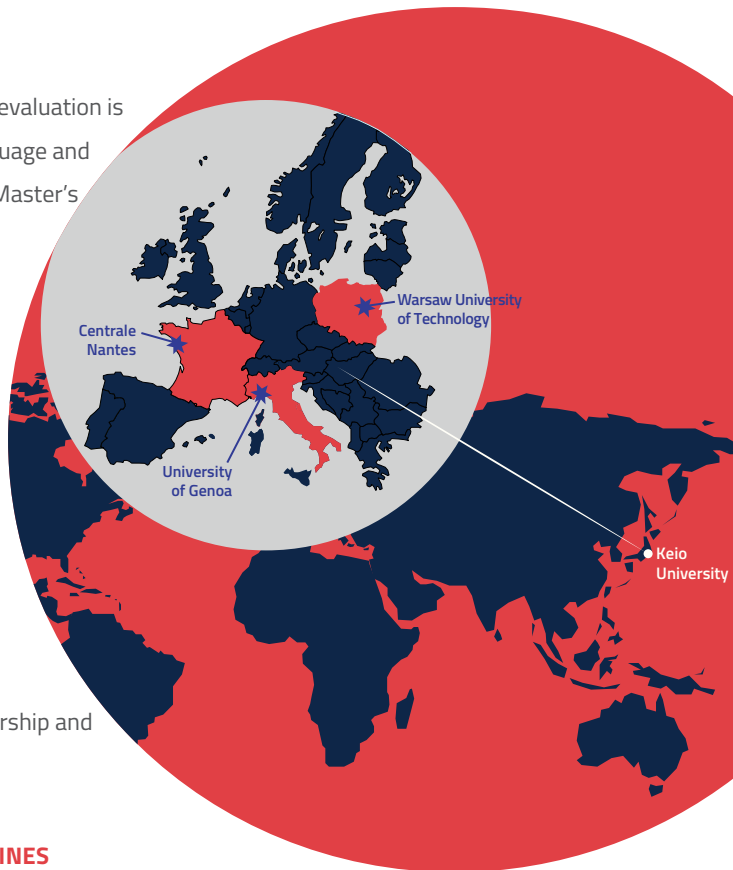 evaluation is
uage and
Master's
Warsaw University
of Technology
Centrale
Nantes
University
of Genoa
Keio
University
rship and
INES